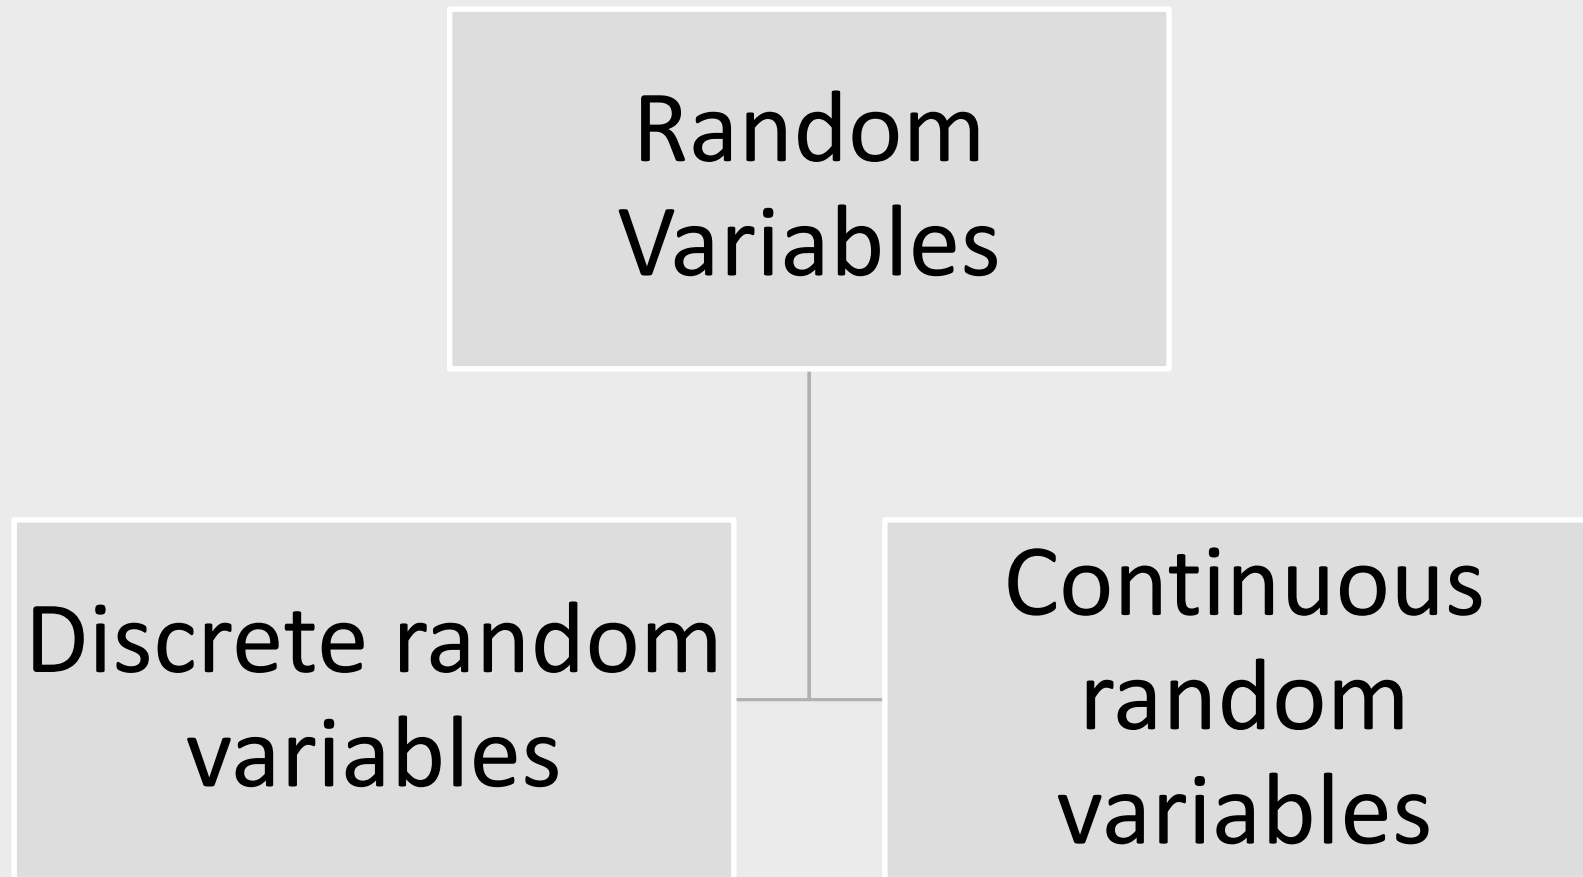 Random
Variables
Discrete random
variables
Continuous
random
variables